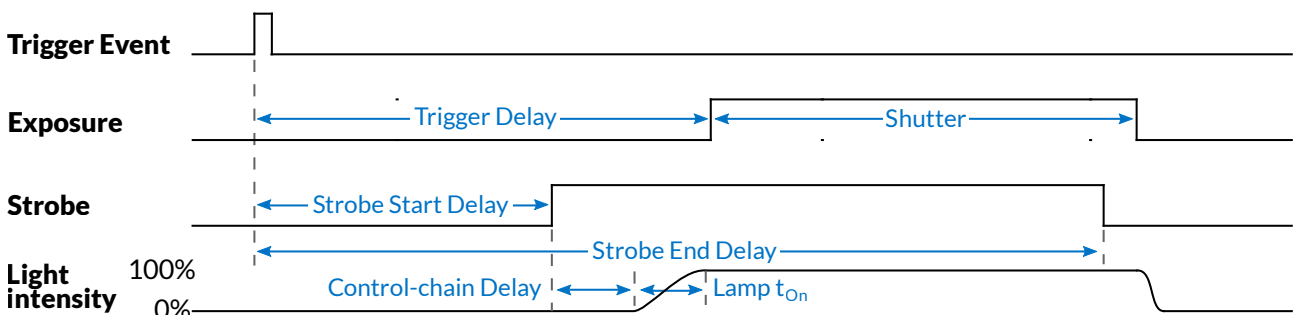 Trigger Event
Exposure
Trigger Delay
Shutter
Strobe
Strobe Start Delay
Strobe End Delay
Light
intensity
100%
0%
Control-chain Delay
Lamp tOn